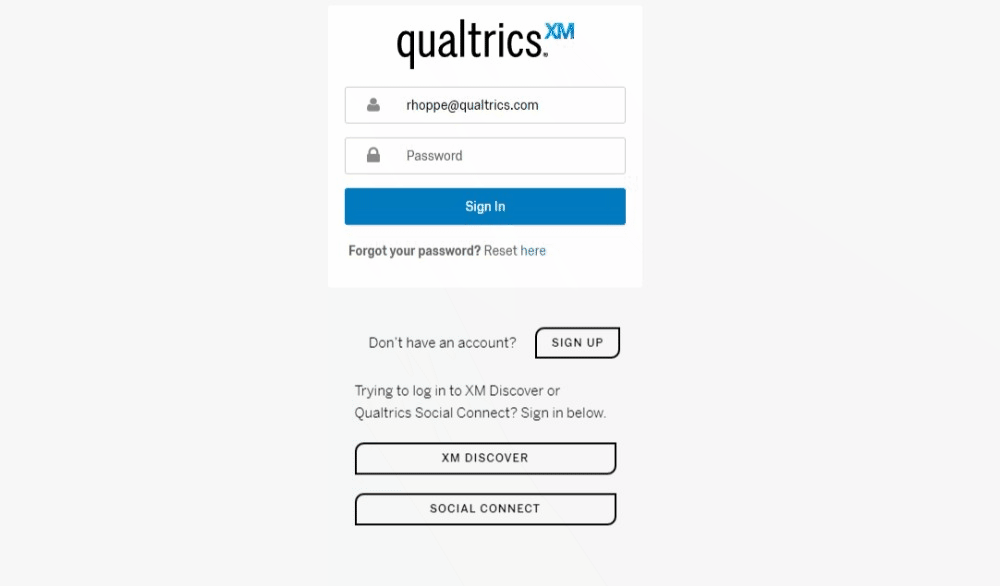 qualtrics.XM
rhoppe@qualtrics.com
Password
Sign In
Forgot your password? Reset here
Don't have an account? SIGN UP
Trying to log in to XM Discover or
Qualtrics Social Connect? Sign in below.
XM DISCOVER
SOCIAL CONNECT